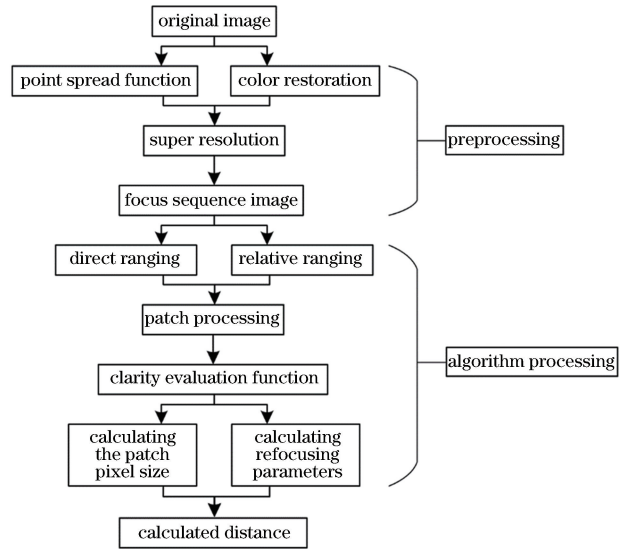 original image
point spread function
color restoration
super resolution
preprocessing
focus sequence image
direct ranging
relative ranging
patch processing
algorithm processing
clarity evaluation function
calculating
the patch
pixel size
calculating
refocusing
parameters
calculated distance